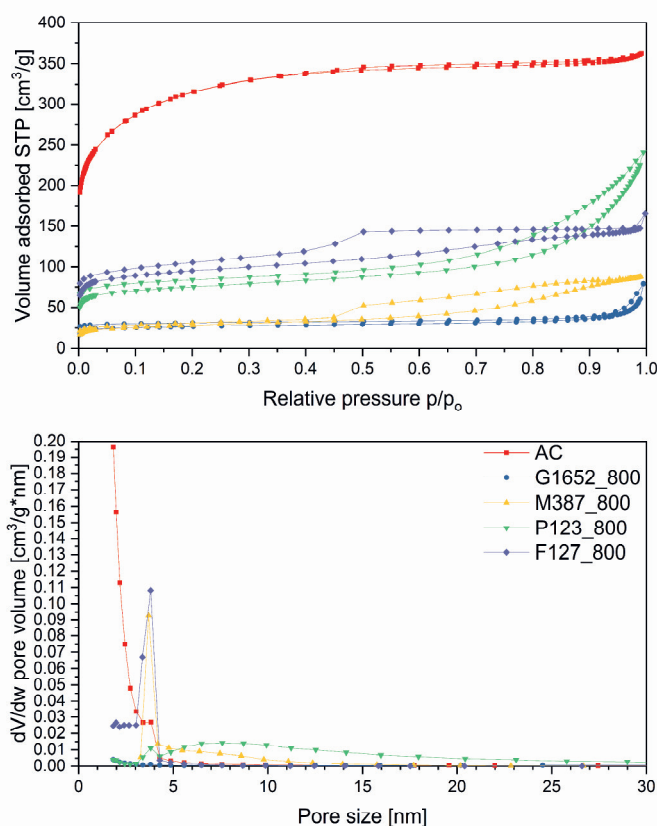 400
350
300
250
200
150
100
50
0
Volume adsorbed STP [cm³/g]
0.0 0.1 0.2 0.3 0.4 0.5 0.6 0.7 0.8 0.9 1.0
Relative pressure p/pₒ
0.20
0.19
0.18
0.17
0.16
0.15
0.14
0.13
0.12
0.11
0.10
0.09
0.08
0.07
0.06
0.05
0.04
0.03
0.02
0.01
0.00
dV/dw pore volume [cm³/g*nm]
AC
G1652_800
M387_800
P123_800
F127_800
0 5 10 15 20 25 30
Pore size [nm]